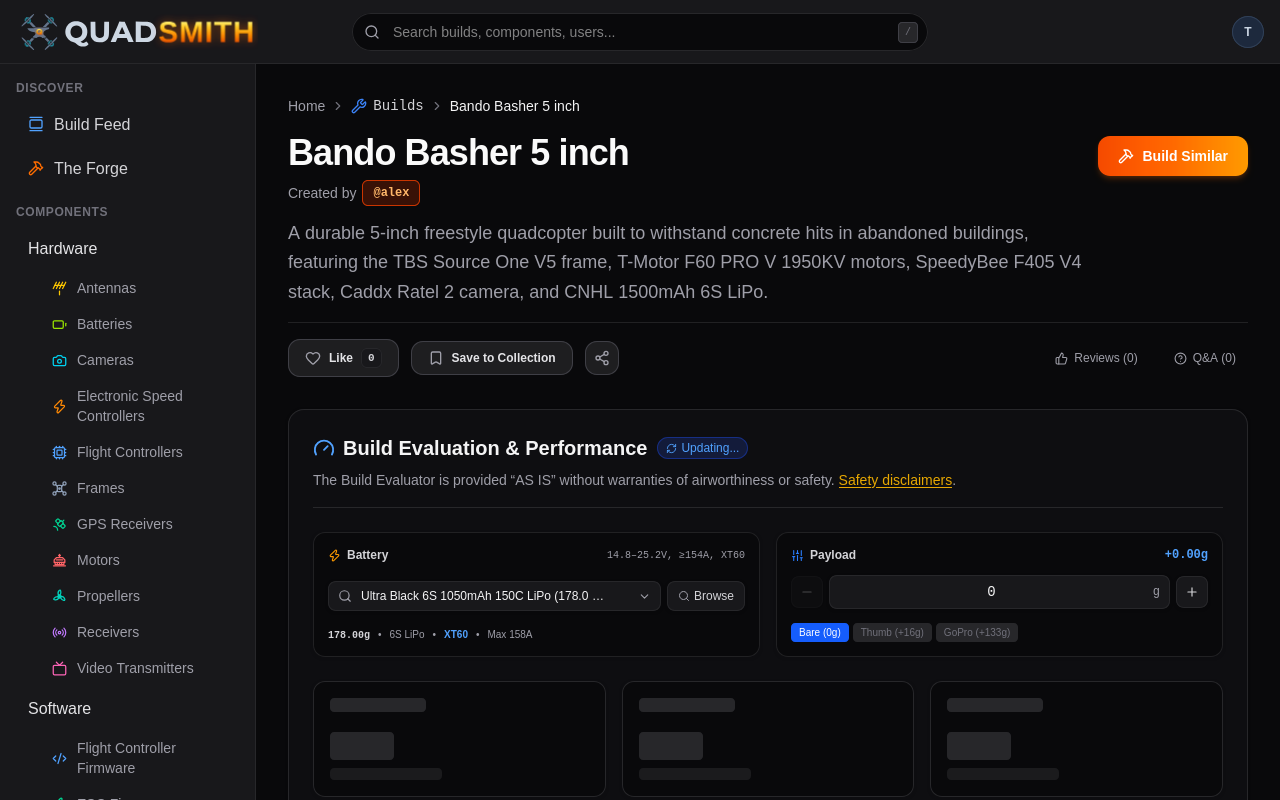 QUADSMITH
Search builds, components, users...
/
T
DISCOVER
Build Feed
The Forge
COMPONENTS
Hardware
Antennas
Batteries
Cameras
Electronic Speed
Controllers
Flight Controllers
Frames
GPS Receivers
Motors
Propellers
Receivers
Video Transmitters
Software
Flight Controller
Firmware
Home
Builds
Bando Basher 5 inch
Bando Basher 5 inch
Build Similar
Created by @alex
A durable 5-inch freestyle quadcopter built to withstand concrete hits in abandoned buildings,
featuring the TBS Source One V5 frame, T-Motor F60 PRO V 1950KV motors, SpeedyBee F405 V4
stack, Caddx Ratel 2 camera, and CNHL 1500mAh 6S LiPo.
Like 0
Save to Collection
Reviews (0)
Q&A (0)
Build Evaluation & Performance
Updating...
The Build Evaluator is provided “AS IS” without warranties of airworthiness or safety. Safety disclaimers.
Battery
14.8–25.2V, ≥154A, XT60
Ultra Black 6S 1050mAh 150C LiPo (178.0 …
Browse
178.00g • 6S LiPo • XT60 • Max 158A
Payload
+0.00g
0
g
Bare (0g)
Thumb (+16g)
GoPro (+133g)